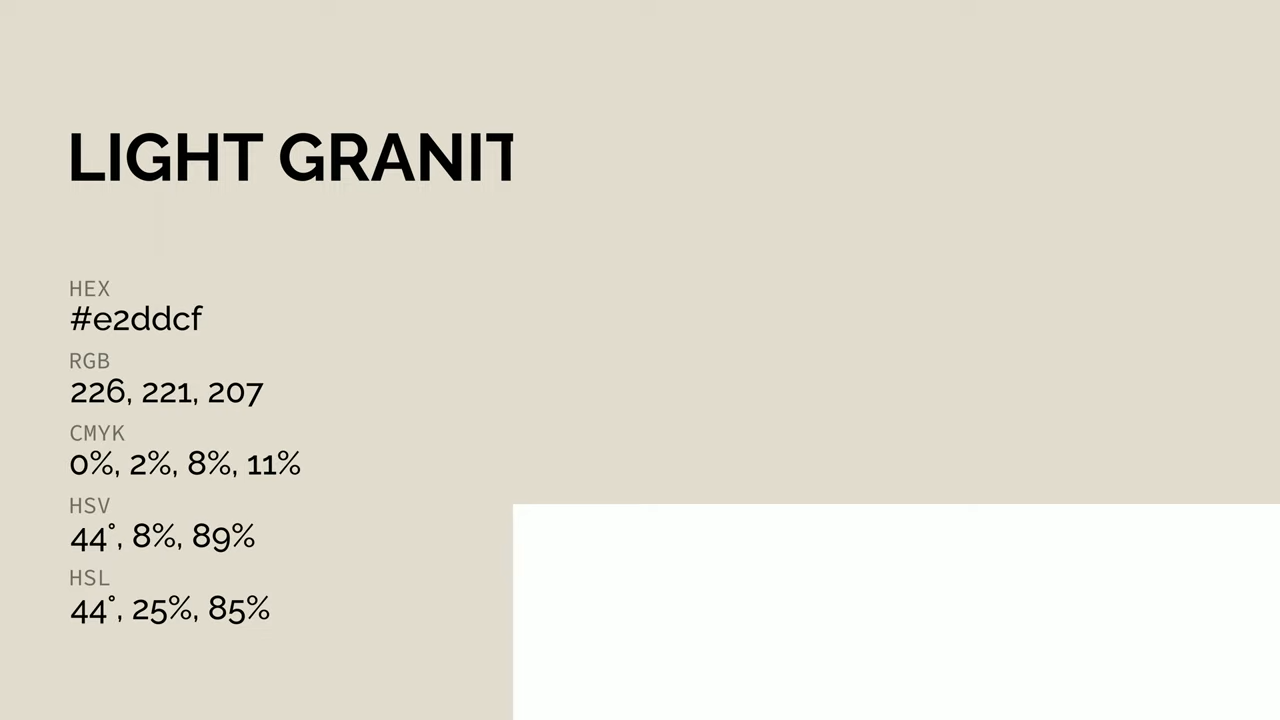 LIGHT GRANIT
HEX
#e2ddcf
RGB
226, 221, 207
CMYK
0%, 2%, 8%, 11%
HSV
44°, 8%, 89%
HSL
44°, 25%, 85%